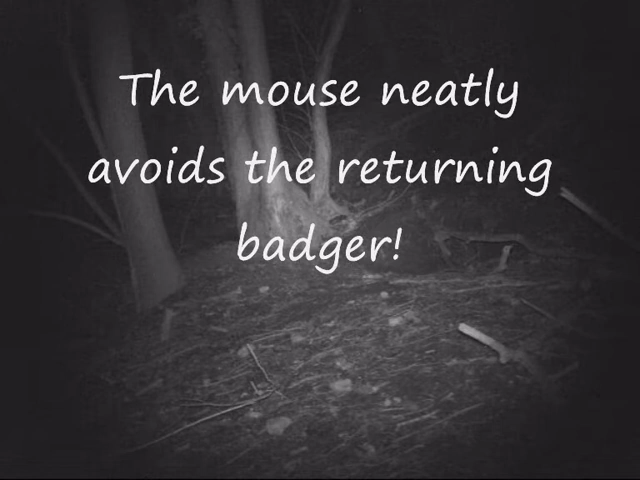 The mouse neatly
avoids the returning
badger!